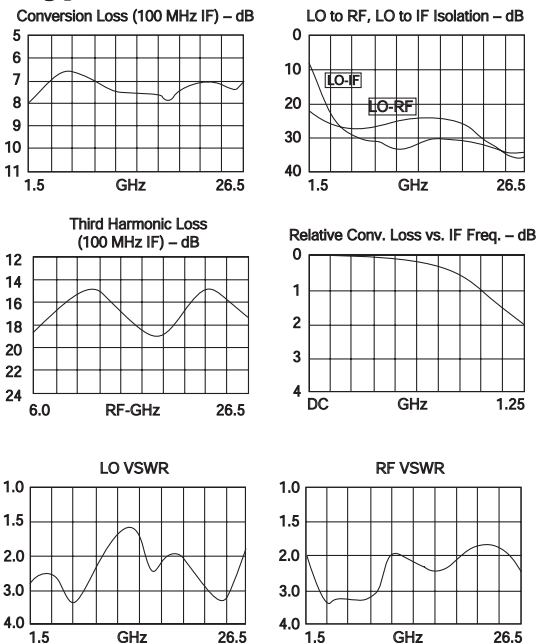 Conversion Loss (100 MHz IF) – dB
5
6
7
8
9
10
11
1.5 GHz 26.5
LO to RF, LO to IF Isolation – dB
0
10
20
30
40
LO-IF
LO-RF
1.5 GHz 26.5
Third Harmonic Loss
(100 MHz IF) – dB
12
14
16
18
20
22
24
6.0 RF-GHz 26.5
Relative Conv. Loss vs. IF Freq. – dB
0
1
2
3
4
DC GHz 1.25
LO VSWR
1.0
1.5
2.0
3.0
4.0
1.5 GHz 26.5
RF VSWR
1.0
1.5
2.0
3.0
4.0
1.5 GHz 26.5